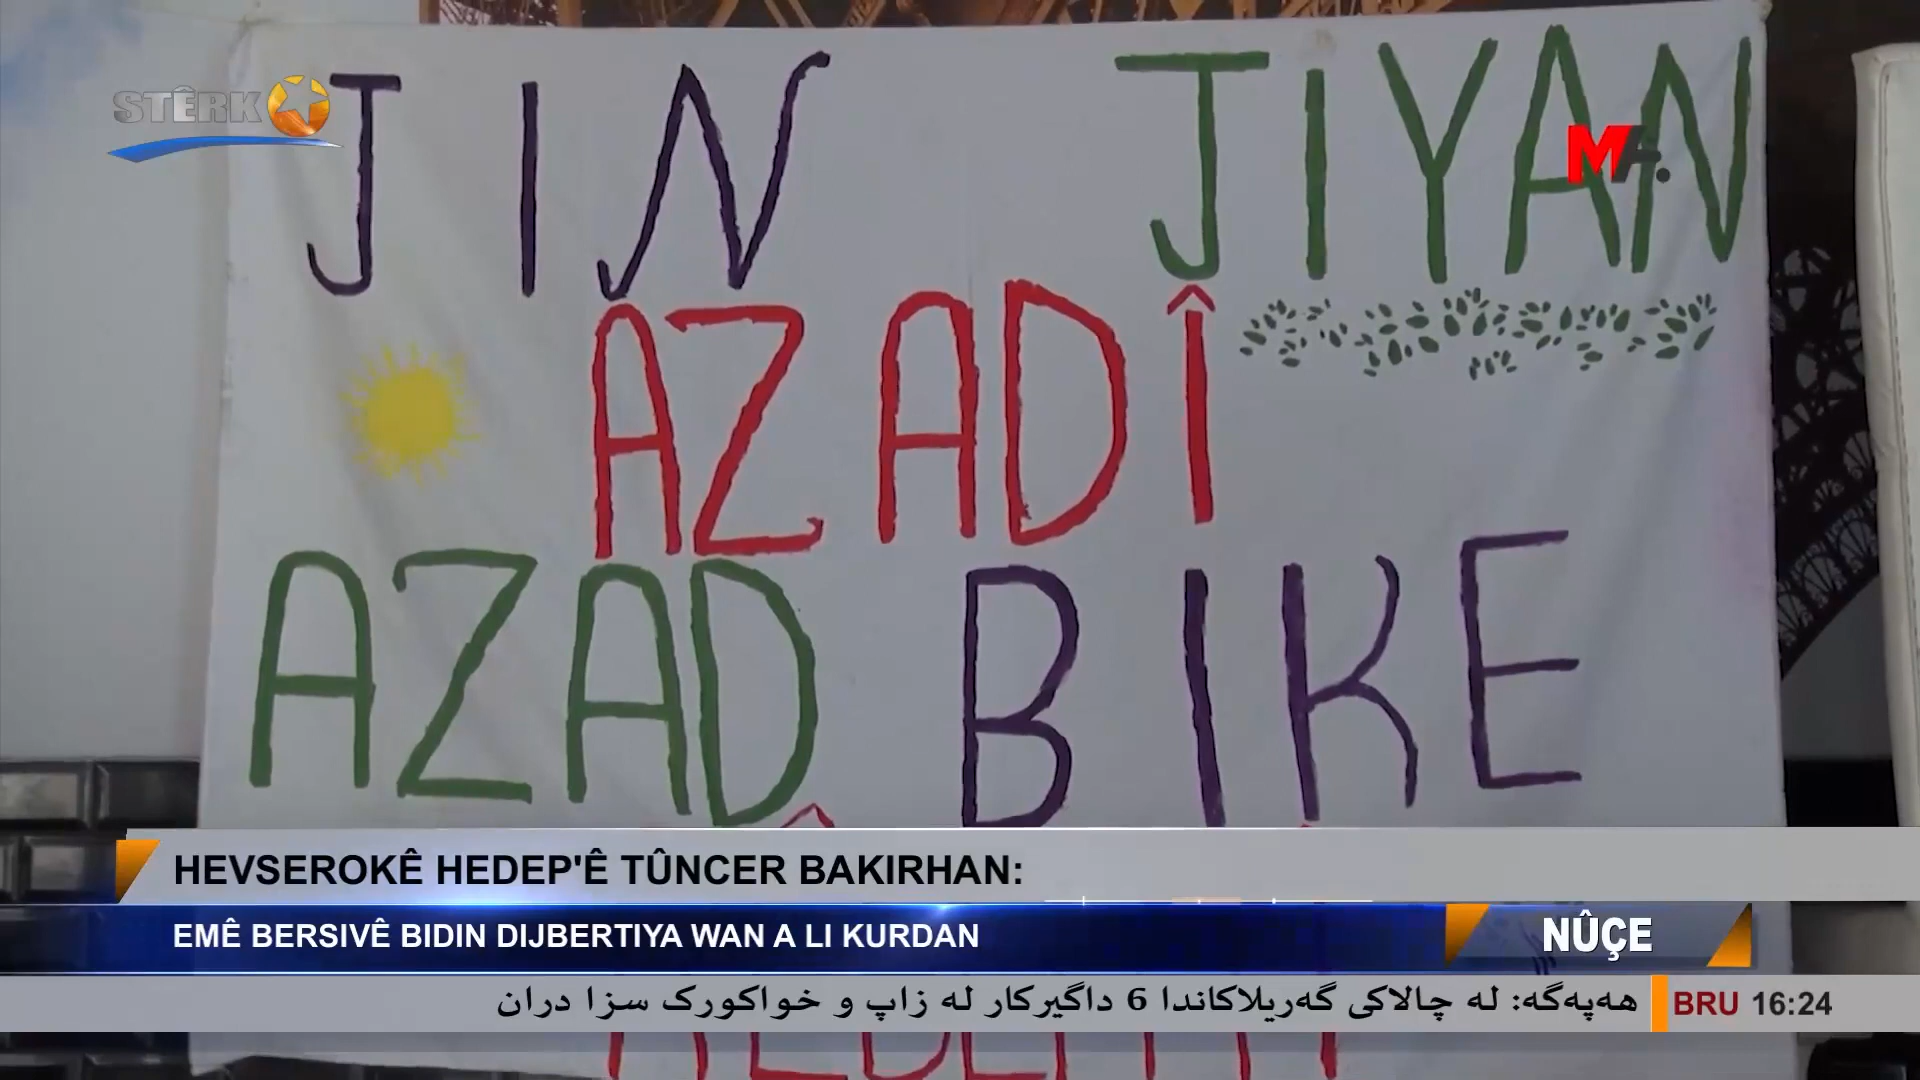 STÊRK
MA.
JIN JIYAN
AZADÎ
AZAD BIKE
HEVSEROKÊ HEDEP'Ê TÛNCER BAKIRHAN:
EMÊ BERSIVÊ BIDIN DIJBERTIYA WAN A LI KURDAN
NÛÇE
هەپەگە: لە چالاکی گەریلاکاندا 6 داگیرکار لە زاپ و خواکورک سزا دران
BRU 16:24